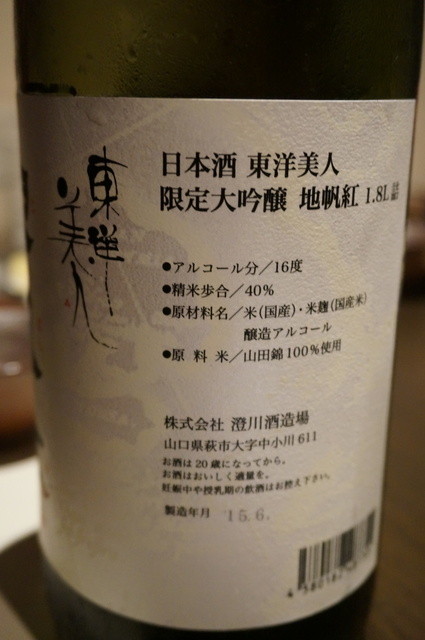 東洋
美人
日本酒 東洋美人
限定大吟醸 地帆紅 1.8L詰
●アルコール分／16度
●精米歩合／40%
●原材料名／米(国産)・米麹(国産米)
醸造アルコール
●原料米／山田錦100%使用
株式会社 澄川酒造場
山口県萩市大字中小川611
お酒は20歳になってから。
お酒はおいしく適量を。
妊娠中や授乳期の飲酒はお控え下さい。
製造年月 15.6.
4 580182